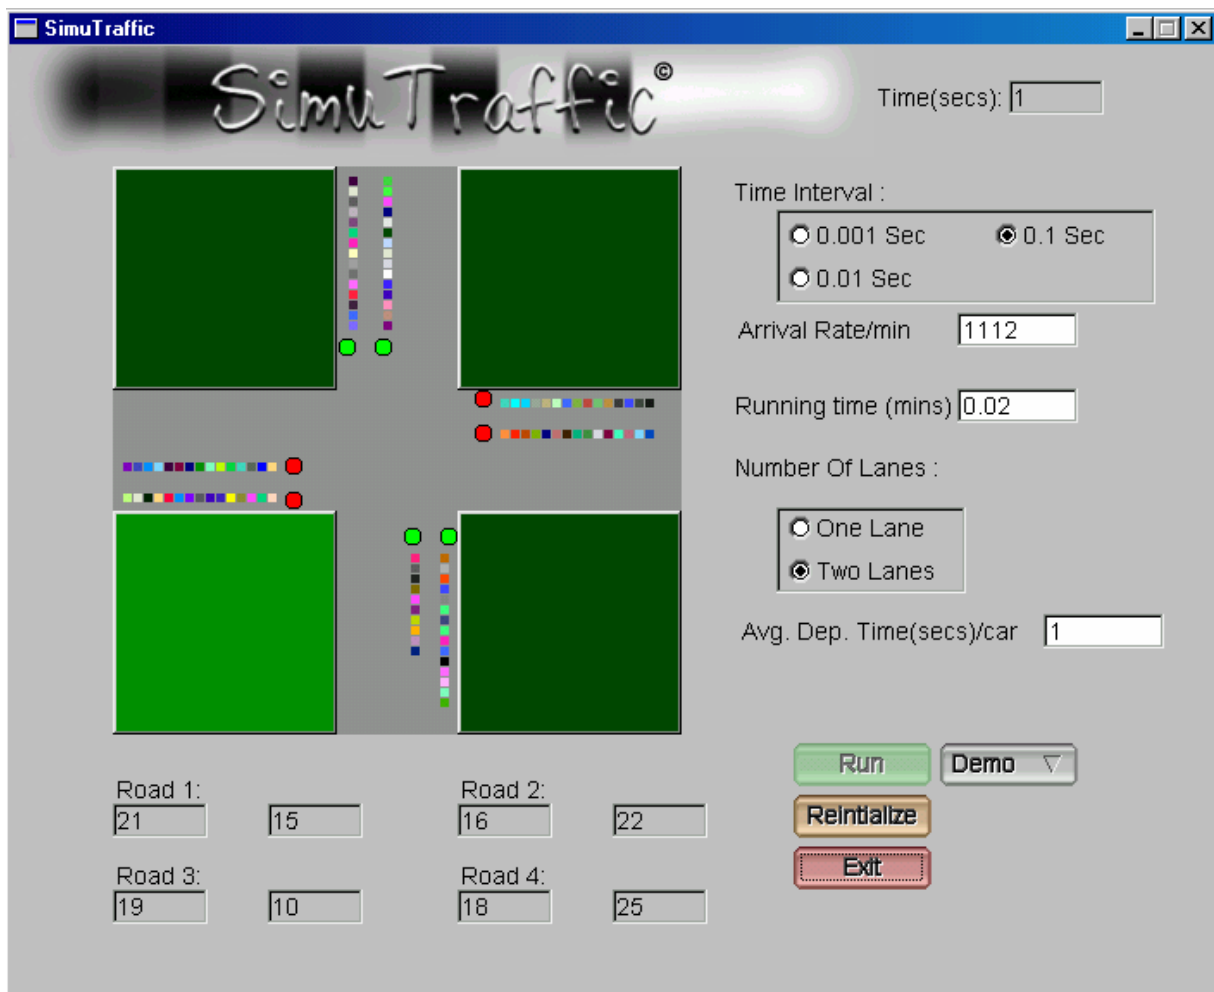 SimuTraffic
SimuTraffic©
Time(secs): 1
Time Interval :
0.001 Sec 0.1 Sec
0.01 Sec
Arrival Rate/min 1112
Running time (mins) 0.02
Number Of Lanes :
One Lane
Two Lanes
Avg. Dep. Time(secs)/car 1
Run Demo
Reintialize
Exit
Road 1: Road 2:
21 15 16 22
Road 3: Road 4:
19 10 18 25